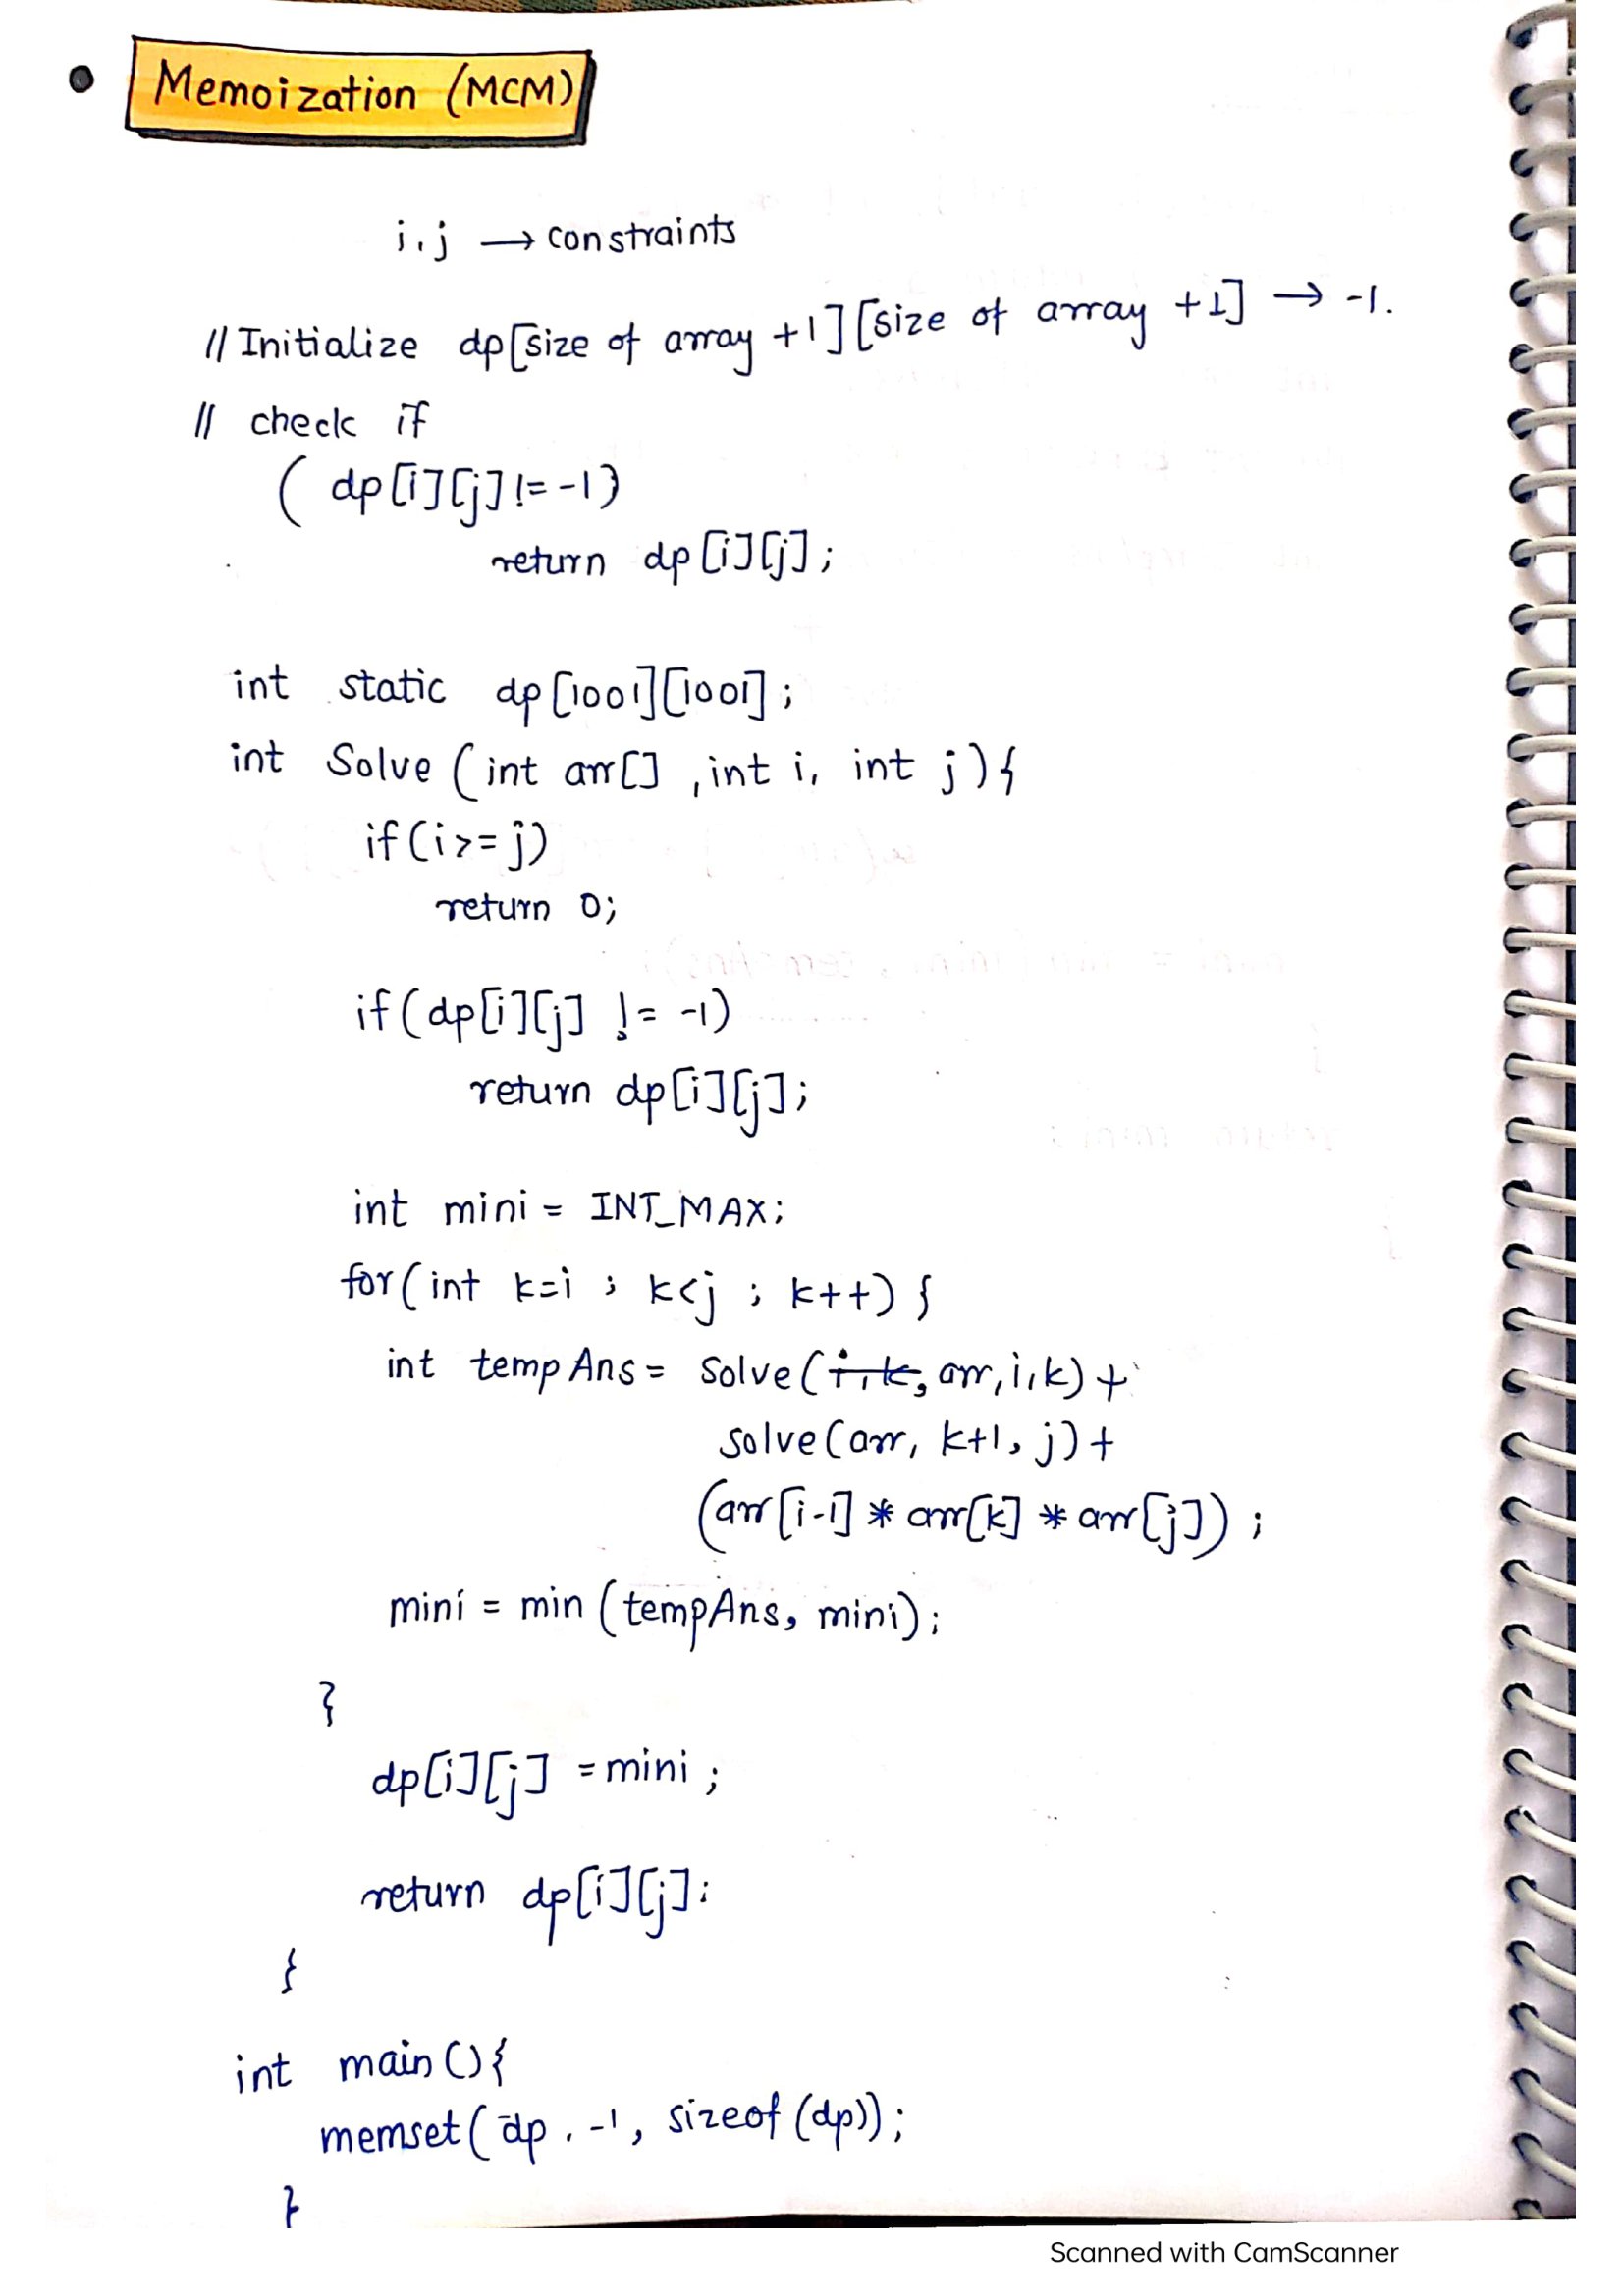 Memoization (MCM)
i, j → constraints
// Initialize dp[size of array +1][size of array +1] → -1.
// check if
( dp[i][j] != -1)
return dp[i][j];
int static dp[1001][1001];
int Solve (int arr[] , int i, int j){
if(i>=j)
return 0;
if(dp[i][j] != -1)
return dp[i][j];
int mini = INT_MAX;
for(int k=i ; k<j ; k++) {
int tempAns = solve(i,k, arr,i,k) +
solve(arr, k+1, j) +
(arr[i-1] * arr[k] * arr[j]) ;
mini = min (tempAns, mini);
}
dp[i][j] = mini ;
return dp[i][j];
}
int main(){
memset( dp , -1, sizeof(dp));
}
Scanned with CamScanner